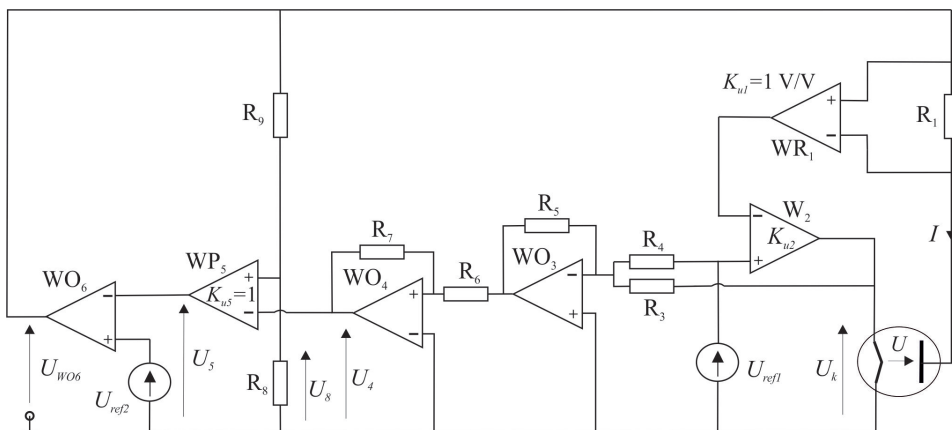 K_u1=1 V/V
R_9
+
−
WR_1
R_1
R_5
W_2
I
R_7
R_4
−
K_u2
+
WP_5
WO_4
WO_3
R_6
−
+
WO_6
K_u5=1
+
−
+
−
R_3
−
+
U
U_WO6
U_ref2
U_5
R_8
U_8
U_4
U_ref1
U_k